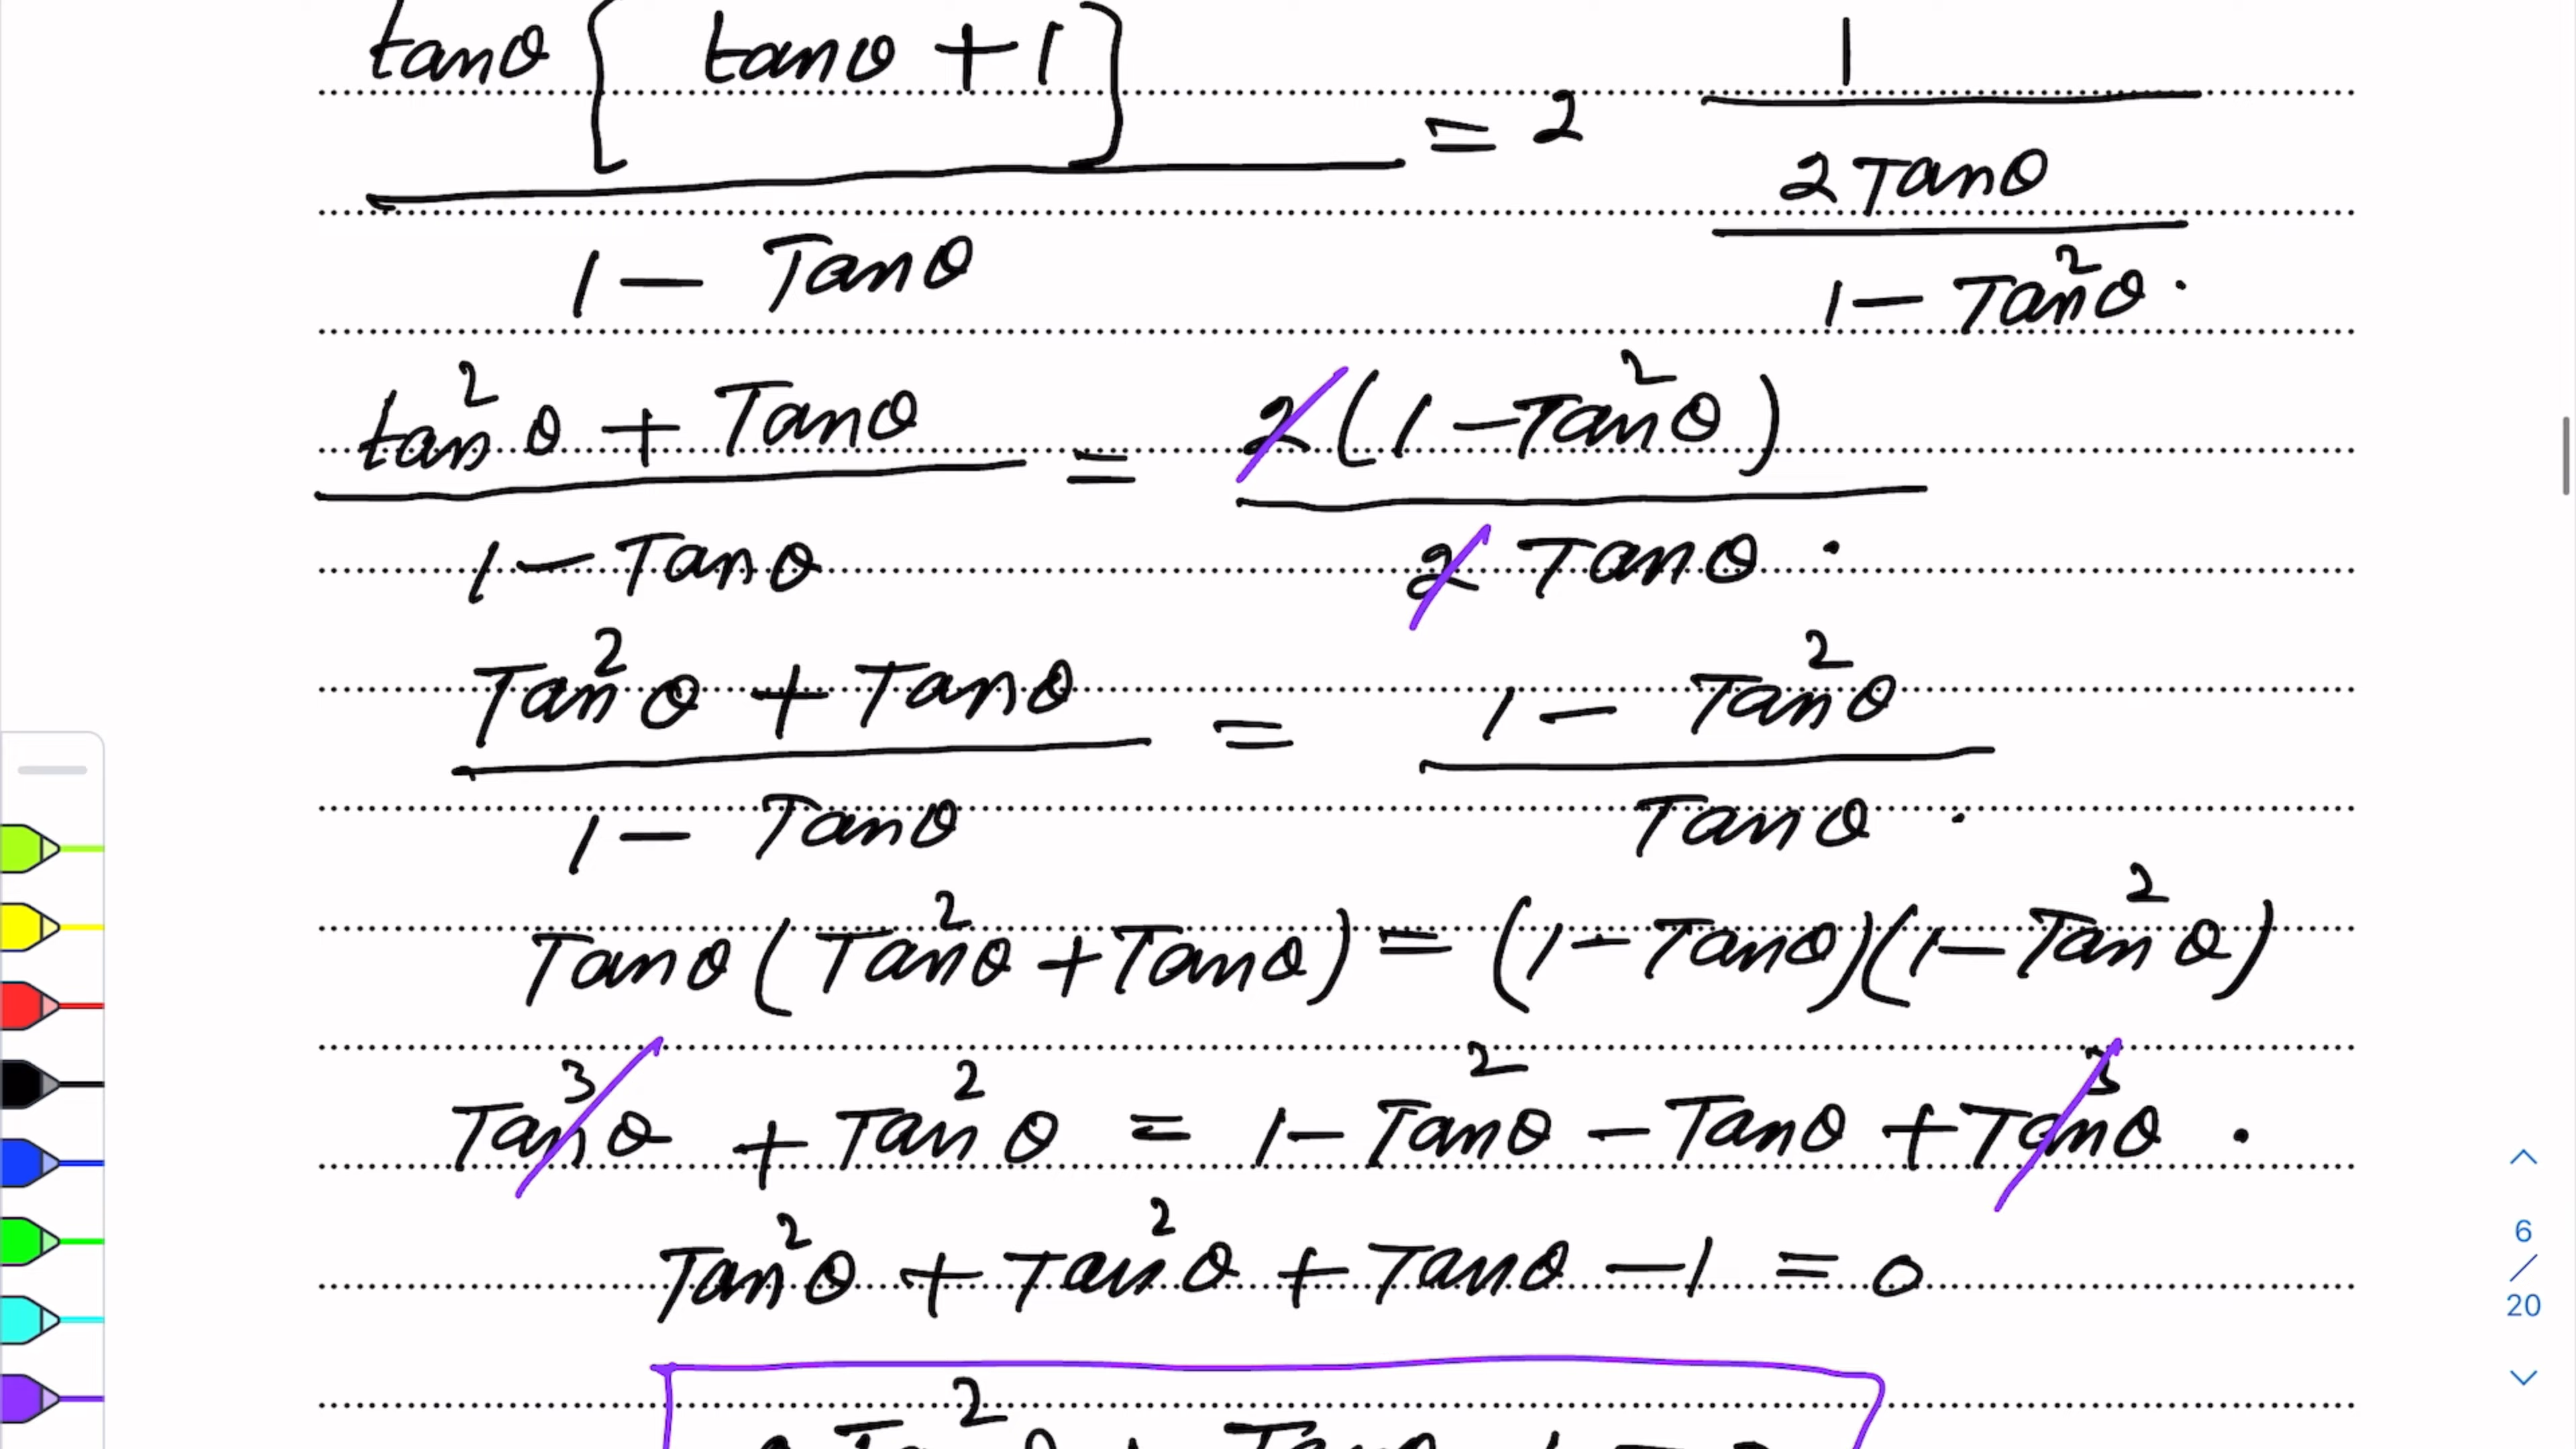 tanθ [ tanθ + 1 ] / 1 - Tanθ = 2 1 / 2 Tanθ / 1 - Tan²θ.
tan²θ + Tanθ / 1 - Tanθ = 2 (1 - Tan²θ) / 2 Tanθ.
Tan²θ + Tanθ / 1 - Tanθ = 1 - Tan²θ / Tanθ.
Tanθ (Tan²θ + Tanθ) = (1 - Tanθ)(1 - Tan²θ)
Tan³θ + Tan²θ = 1 - Tan²θ - Tanθ + Tan³θ.
Tan²θ + Tan²θ + Tanθ - 1 = 0
6
/
20